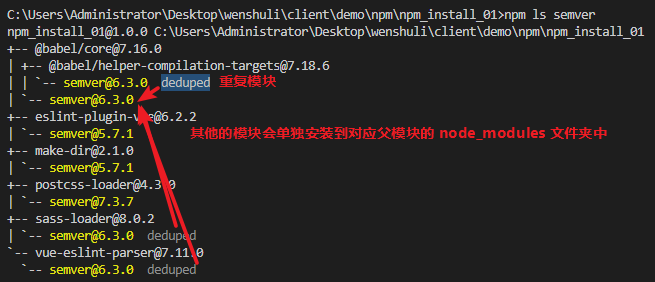 C:\Users\Administrator\Desktop\wenshuli\client\demo\npm\npm_install_01>npm ls semver
npm_install_01@1.0.0 C:\Users\Administrator\Desktop\wenshuli\client\demo\npm\npm_install_01
+-- @babel/core@7.16.0
| +-- @babel/helper-compilation-targets@7.18.6
| | `-- semver@6.3.0 deduped 重复模块
| `-- semver@6.3.0
+-- eslint-plugin-vue@6.2.2
| `-- semver@5.7.1 其他的模块会单独安装到对应父模块的 node_modules 文件夹中
+-- make-dir@2.1.0
| `-- semver@5.7.1
+-- postcss-loader@4.3.0
| `-- semver@7.3.7
+-- sass-loader@8.0.2
| `-- semver@6.3.0 deduped
`-- vue-eslint-parser@7.11.0
`-- semver@6.3.0 deduped